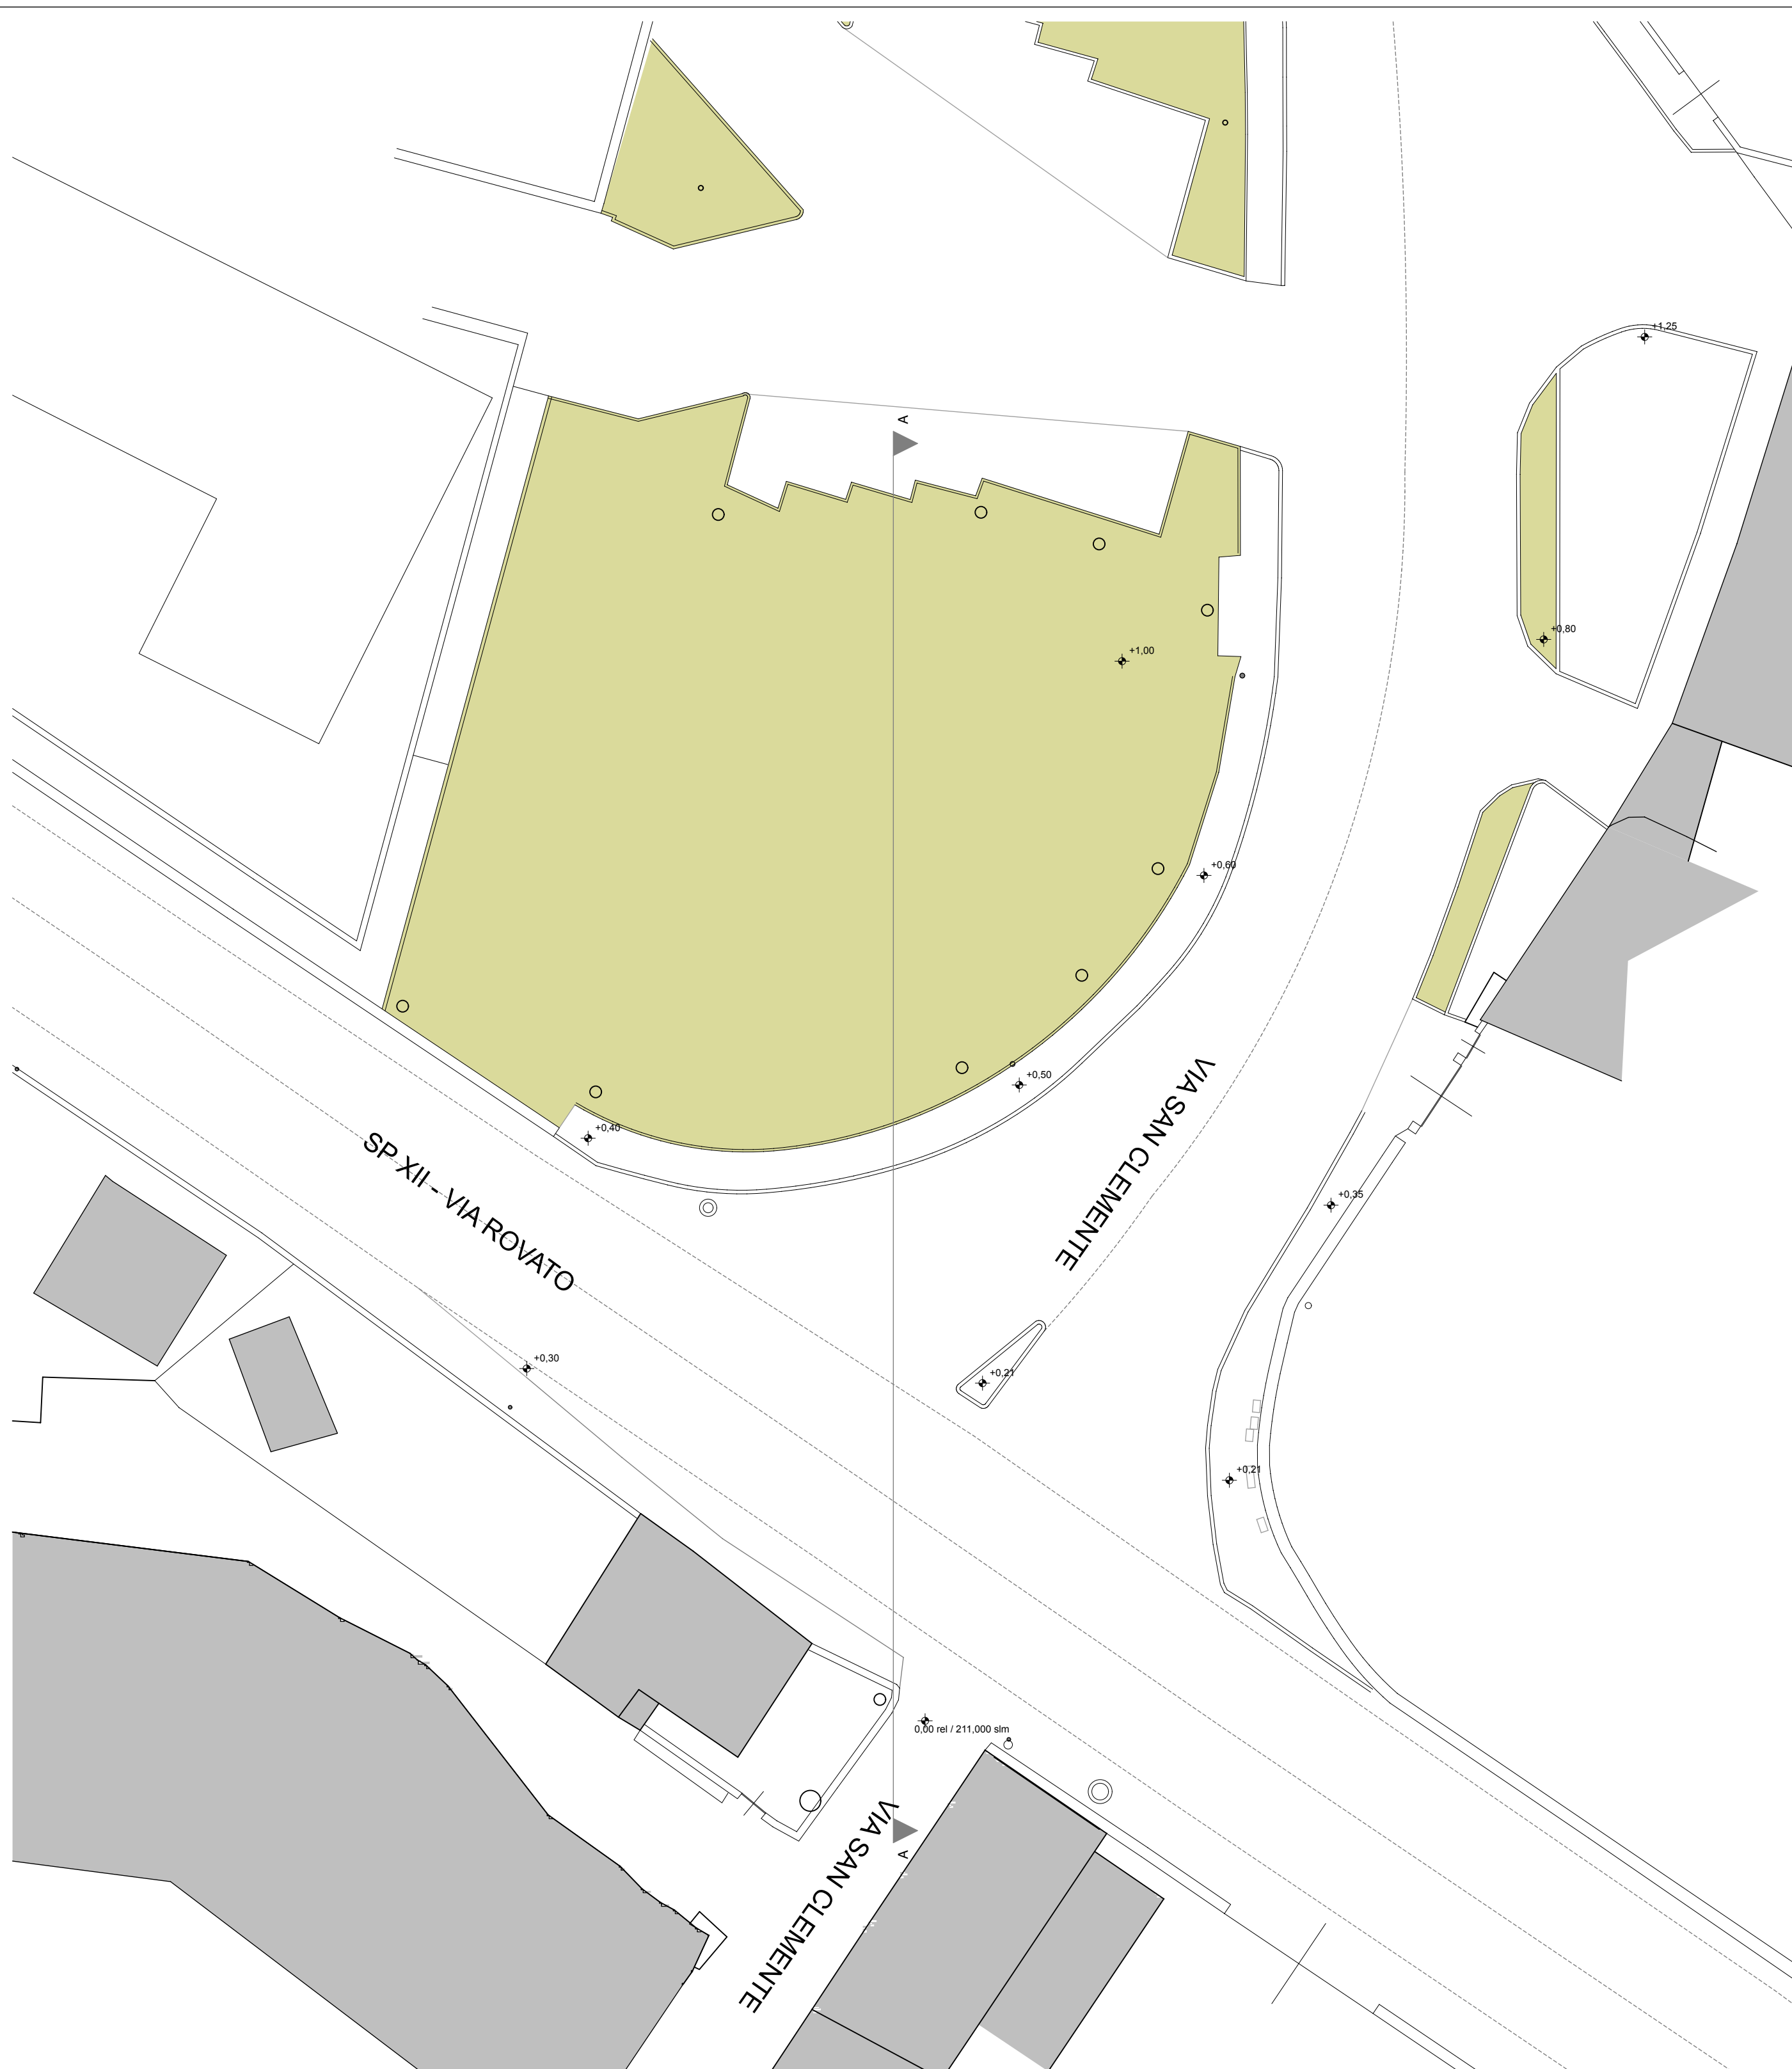 +1,25
A
+0,80
+1,00
+0,60
+0,50
VIA SAN CLEMENTE
+0,40
SP XII - VIA ROVATO
+0,35
+0,30
+0,21
+0,21
0,00 rel / 211,000 slm
VIA SAN CLEMENTE
A